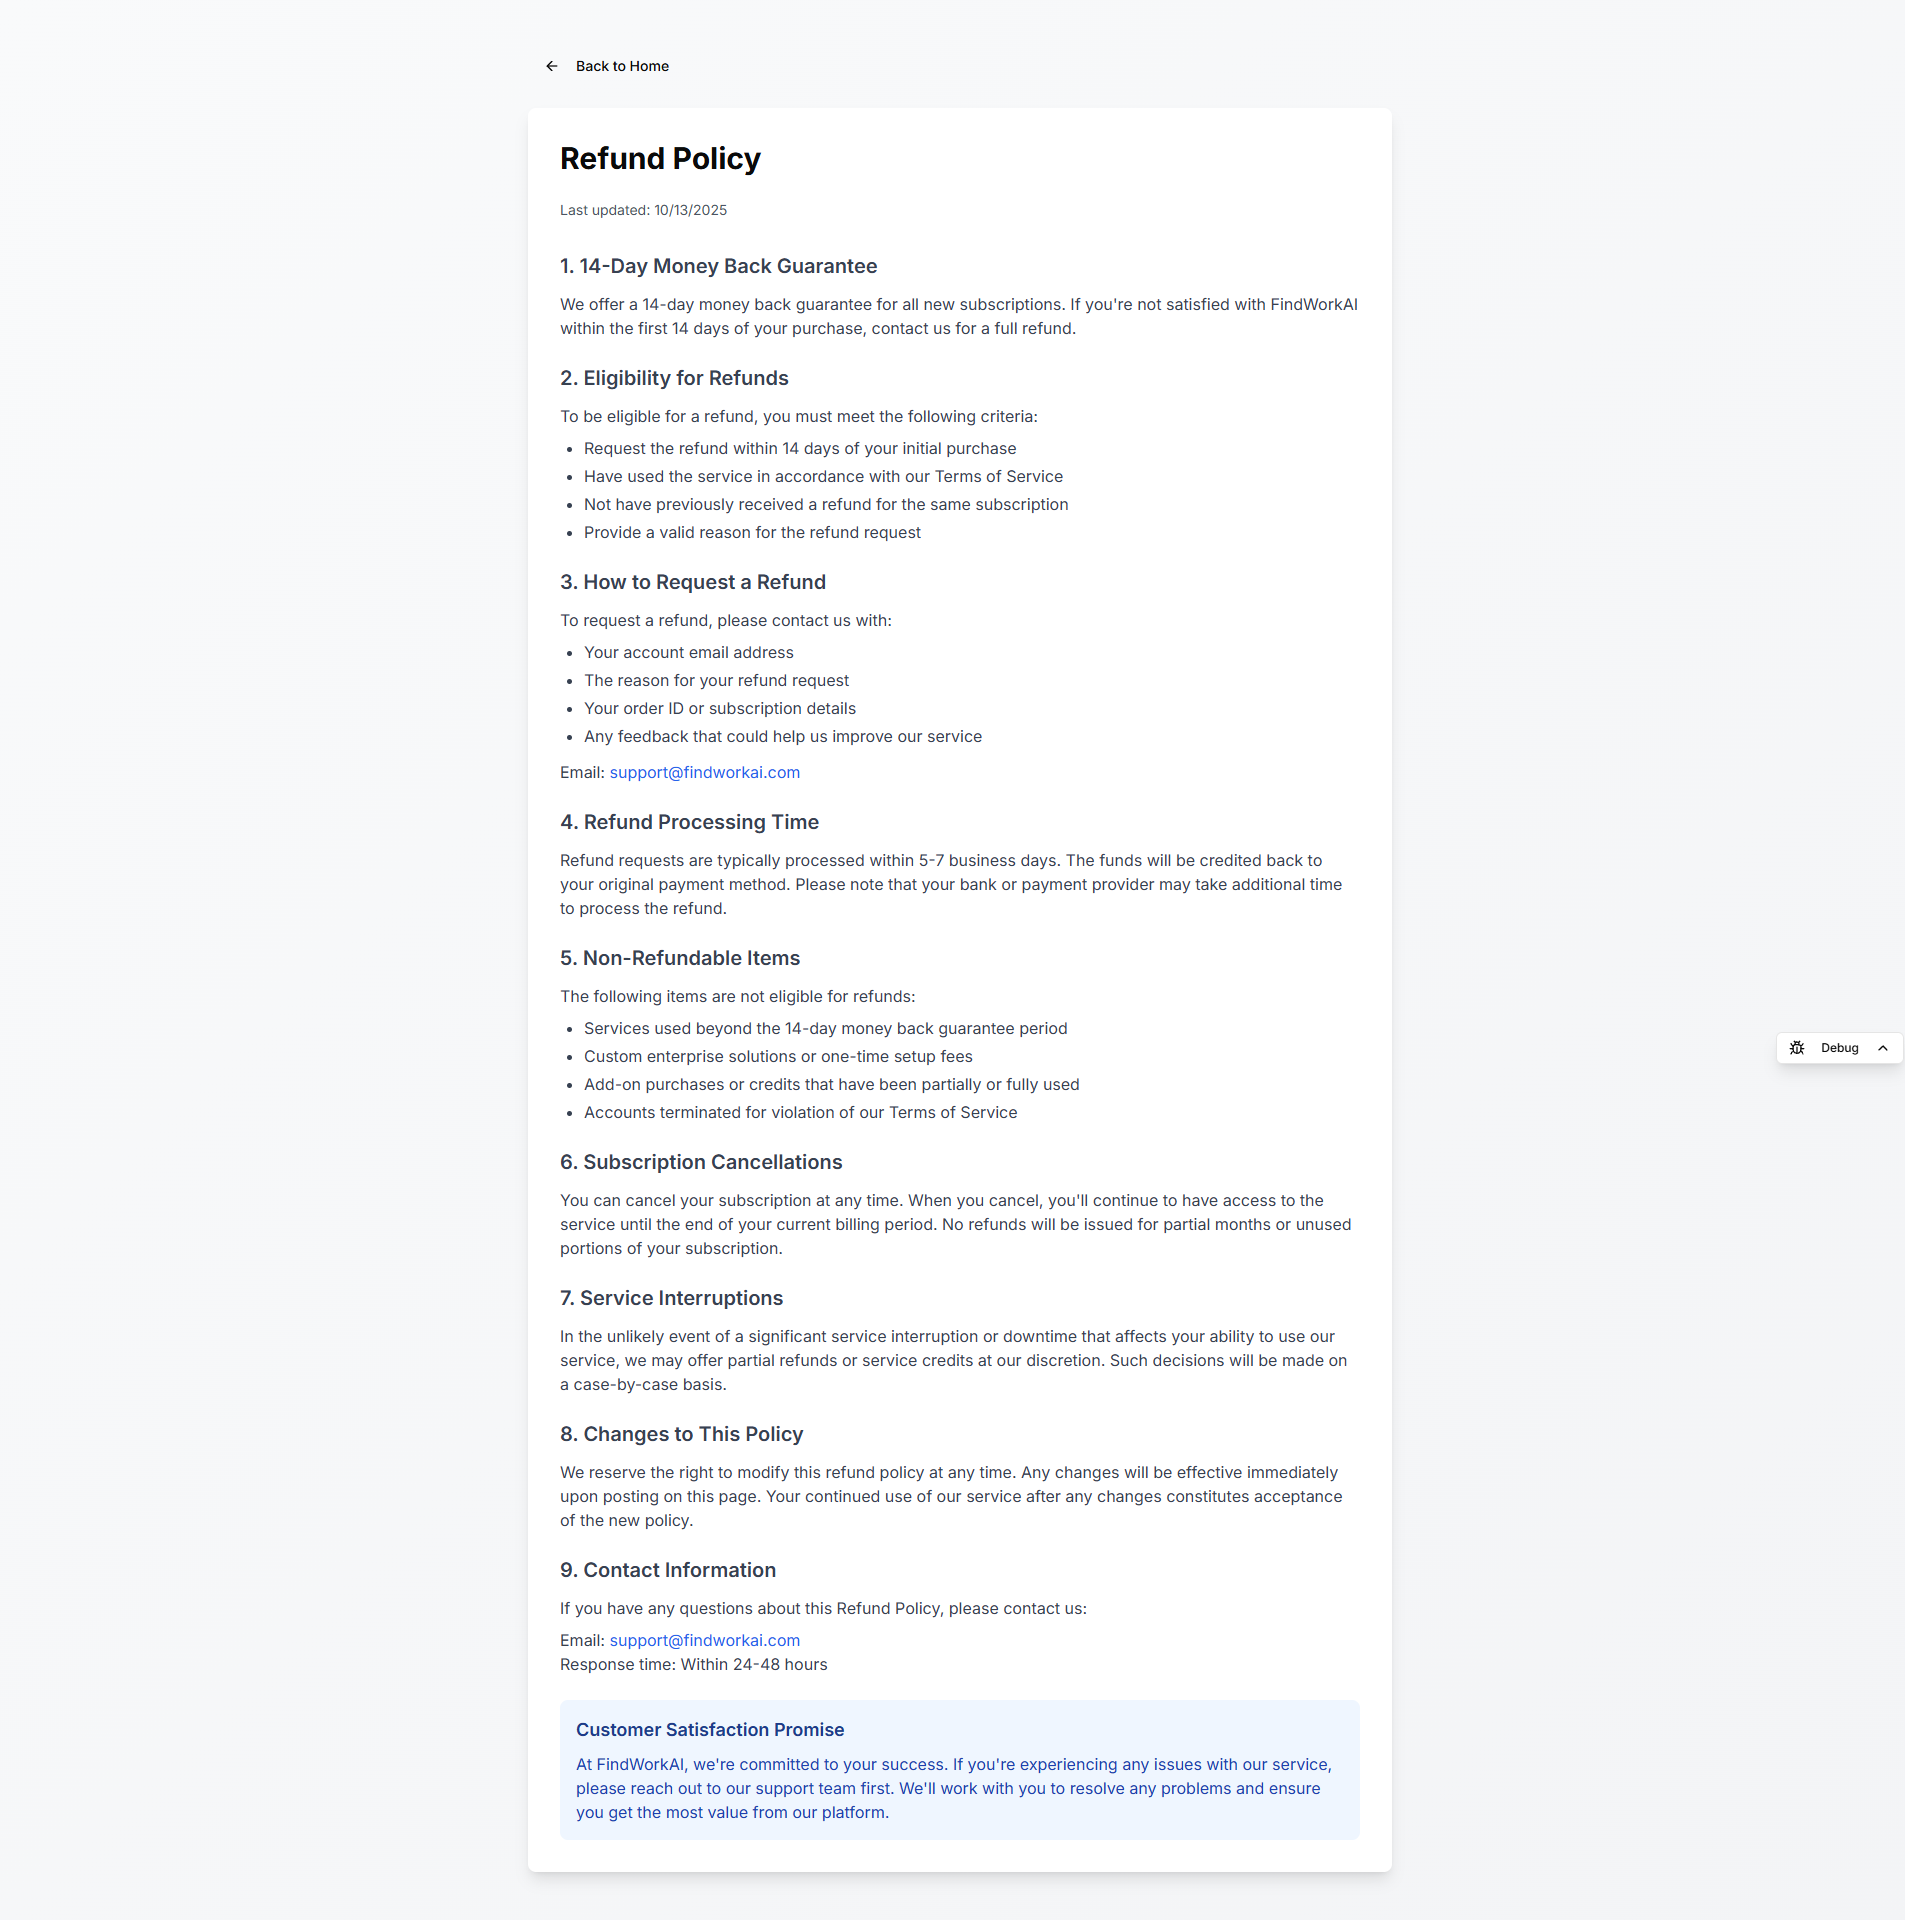 Back to Home
Refund Policy
Last updated: 10/13/2025
1. 14-Day Money Back Guarantee
We offer a 14-day money back guarantee for all new subscriptions. If you're not satisfied with FindWorkAI
within the first 14 days of your purchase, contact us for a full refund.
2. Eligibility for Refunds
To be eligible for a refund, you must meet the following criteria:
• Request the refund within 14 days of your initial purchase
• Have used the service in accordance with our Terms of Service
• Not have previously received a refund for the same subscription
• Provide a valid reason for the refund request
3. How to Request a Refund
To request a refund, please contact us with:
• Your account email address
• The reason for your refund request
• Your order ID or subscription details
• Any feedback that could help us improve our service
Email: support@findworkai.com
4. Refund Processing Time
Refund requests are typically processed within 5-7 business days. The funds will be credited back to
your original payment method. Please note that your bank or payment provider may take additional time
to process the refund.
5. Non-Refundable Items
The following items are not eligible for refunds:
• Services used beyond the 14-day money back guarantee period
• Custom enterprise solutions or one-time setup fees
• Add-on purchases or credits that have been partially or fully used
• Accounts terminated for violation of our Terms of Service
Debug
6. Subscription Cancellations
You can cancel your subscription at any time. When you cancel, you'll continue to have access to the
service until the end of your current billing period. No refunds will be issued for partial months or unused
portions of your subscription.
7. Service Interruptions
In the unlikely event of a significant service interruption or downtime that affects your ability to use our
service, we may offer partial refunds or service credits at our discretion. Such decisions will be made on
a case-by-case basis.
8. Changes to This Policy
We reserve the right to modify this refund policy at any time. Any changes will be effective immediately
upon posting on this page. Your continued use of our service after any changes constitutes acceptance
of the new policy.
9. Contact Information
If you have any questions about this Refund Policy, please contact us:
Email: support@findworkai.com
Response time: Within 24-48 hours
Customer Satisfaction Promise
At FindWorkAI, we're committed to your success. If you're experiencing any issues with our service,
please reach out to our support team first. We'll work with you to resolve any problems and ensure
you get the most value from our platform.